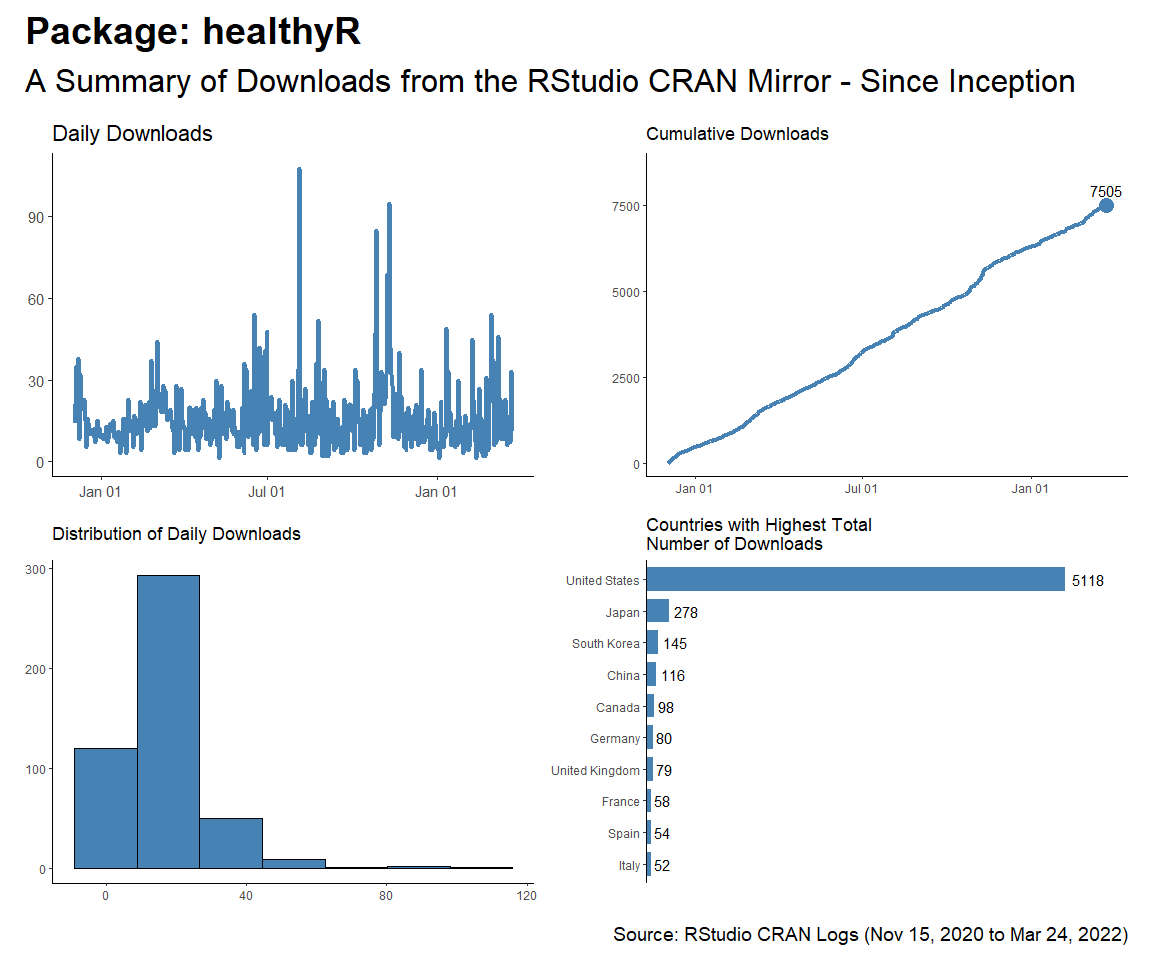 Package: healthyR
A Summary of Downloads from the RStudio CRAN Mirror - Since Inception
Daily Downloads
90
60
30
0
Jan 01
Jul 01
Jan 01
Cumulative Downloads
7505
7500
5000
2500
0
Jan 01
Jul 01
Jan 01
Distribution of Daily Downloads
300
200
100
0
0
40
80
120
Countries with Highest Total
Number of Downloads
United States 5118
Japan 278
South Korea 145
China 116
Canada 98
Germany 80
United Kingdom 79
France 58
Spain 54
Italy 52
Source: RStudio CRAN Logs (Nov 15, 2020 to Mar 24, 2022)